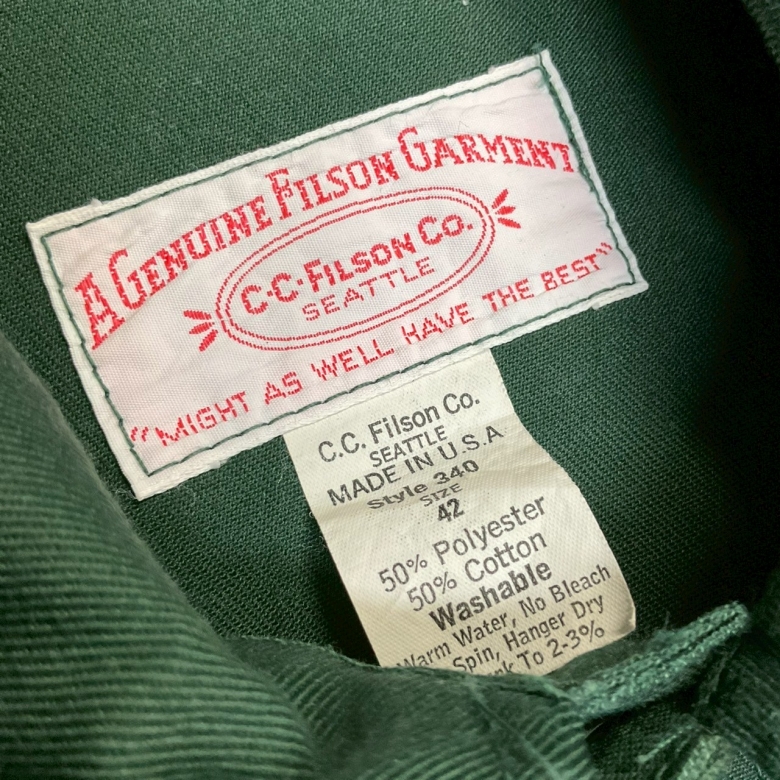 A GENUINE FILSON GARMENT
C·C·FILSON CO.
SEATTLE
"MIGHT AS WELL HAVE THE BEST"
C.C. Filson Co.
SEATTLE
MADE IN U.S.A
Style 340
SIZE
42
50% Polyester
50% Cotton
Washable
Warm Water, No Bleach
Spin, Hanger Dry
To 2-3%